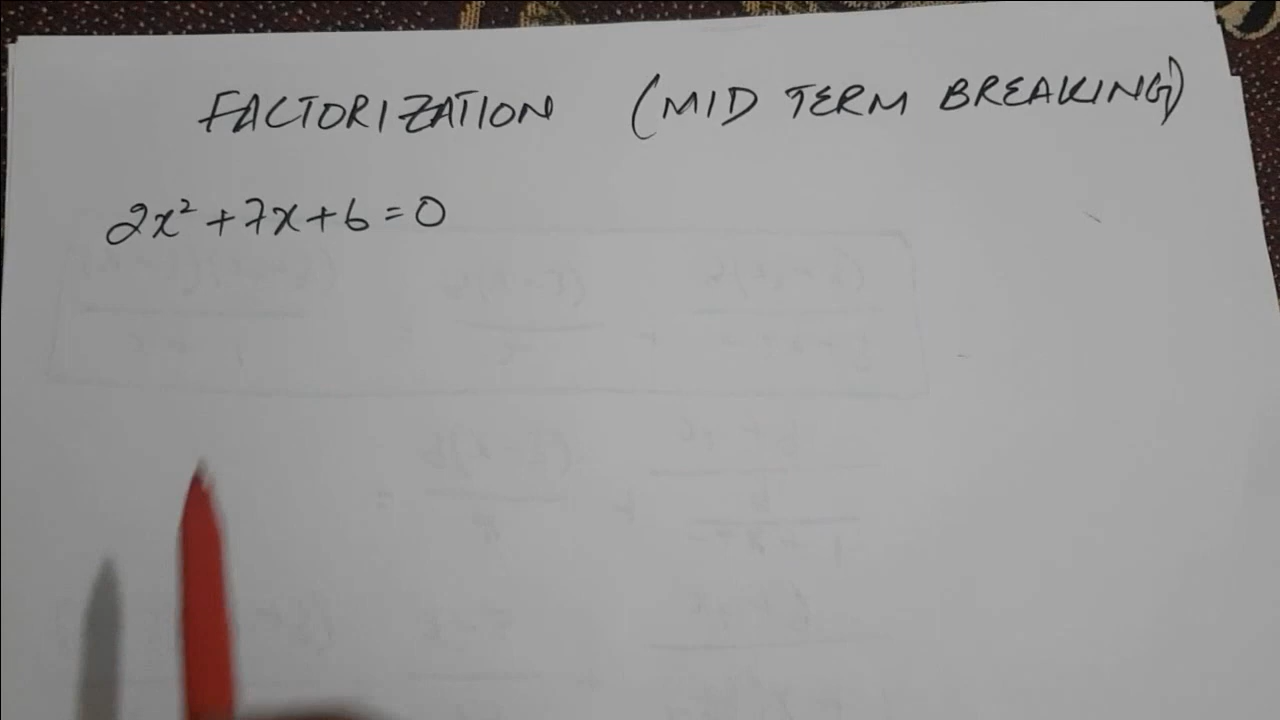 FACTORIZATION (MID TERM BREAKING)
2x² + 7x + 6 = 0